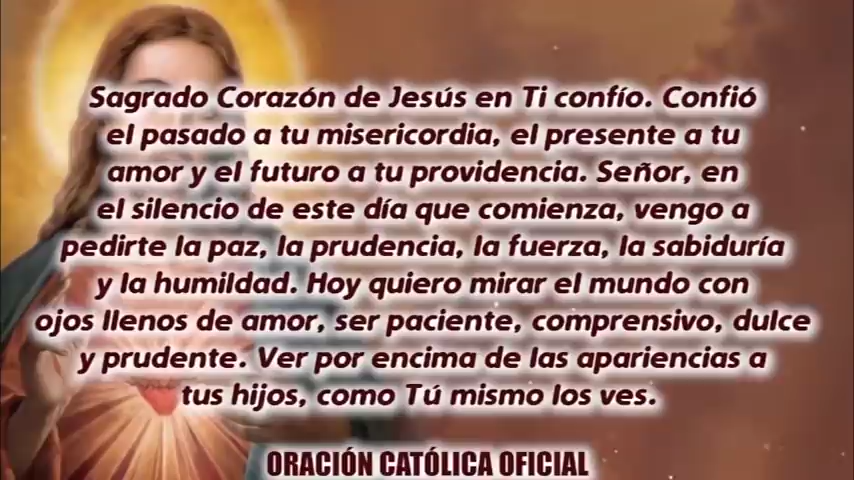 Sagrado Corazón de Jesús en Ti confío. Confió
el pasado a tu misericordia, el presente a tu
amor y el futuro a tu providencia. Señor, en
el silencio de este día que comienza, vengo a
pedirte la paz, la prudencia, la fuerza, la sabiduría
y la humildad. Hoy quiero mirar el mundo con
ojos llenos de amor, ser paciente, comprensivo, dulce
y prudente. Ver por encima de las apariencias a
tus hijos, como Tú mismo los ves.
ORACIÓN CATÓLICA OFICIAL